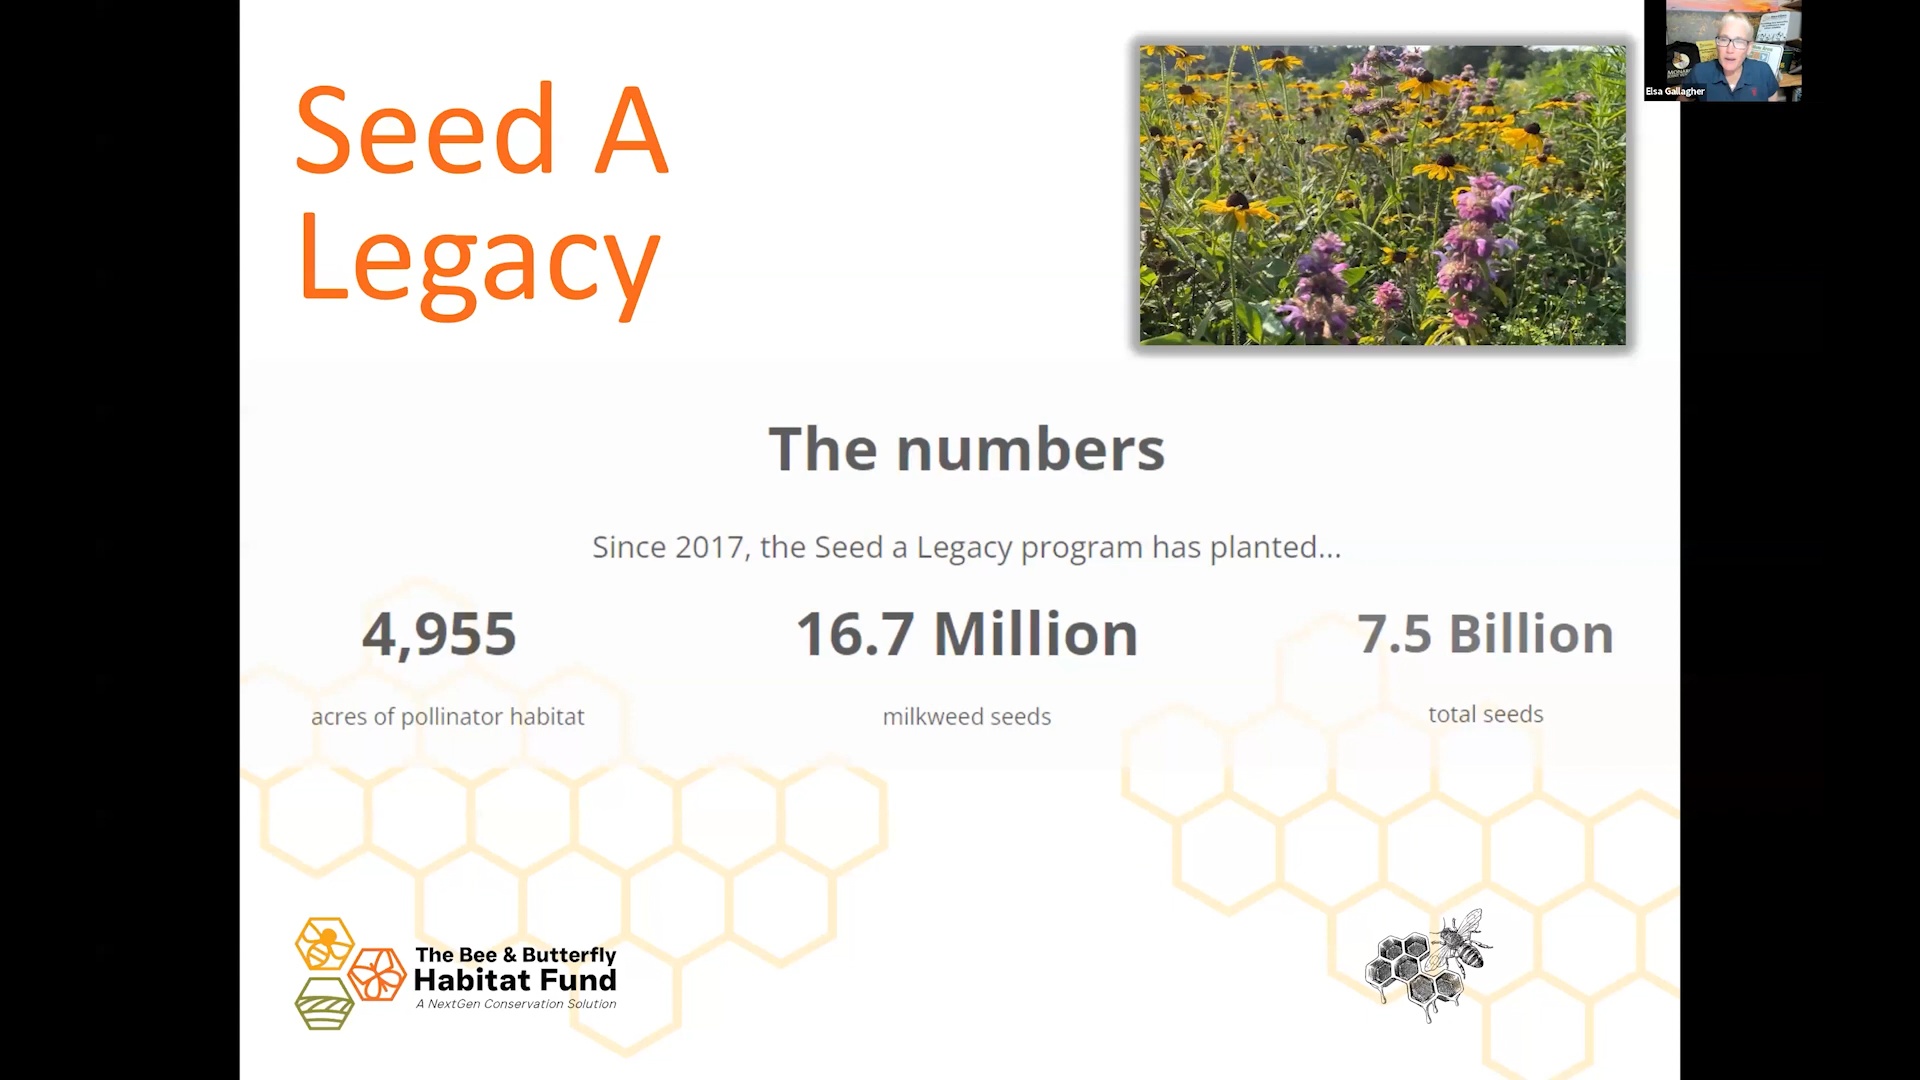 Seed A
Legacy
Elsa Gallagher
The numbers
Since 2017, the Seed a Legacy program has planted...
4,955
16.7 Million
7.5 Billion
acres of pollinator habitat
milkweed seeds
total seeds
The Bee & Butterfly
Habitat Fund
A NextGen Conservation Solution